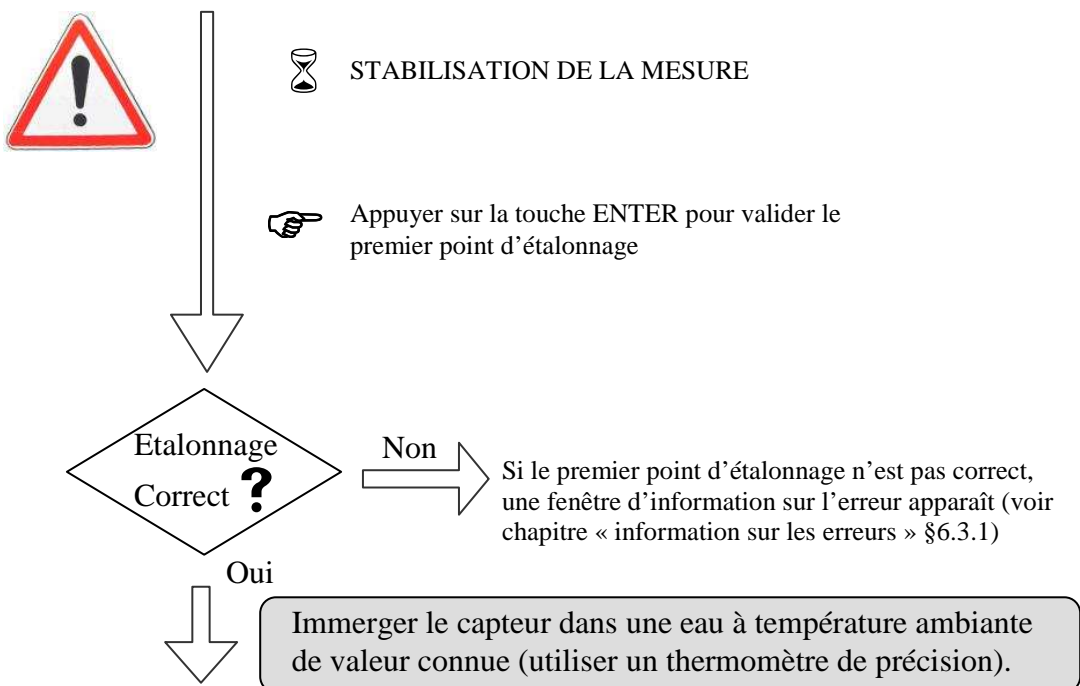 STABILISATION DE LA MESURE
Appuyer sur la touche ENTER pour valider le
premier point d’étalonnage
Etalonnage
Correct ?
Non
Si le premier point d’étalonnage n’est pas correct,
une fenêtre d’information sur l’erreur apparaît (voir
chapitre « information sur les erreurs » §6.3.1)
Oui
Immerger le capteur dans une eau à température ambiante
de valeur connue (utiliser un thermomètre de précision).